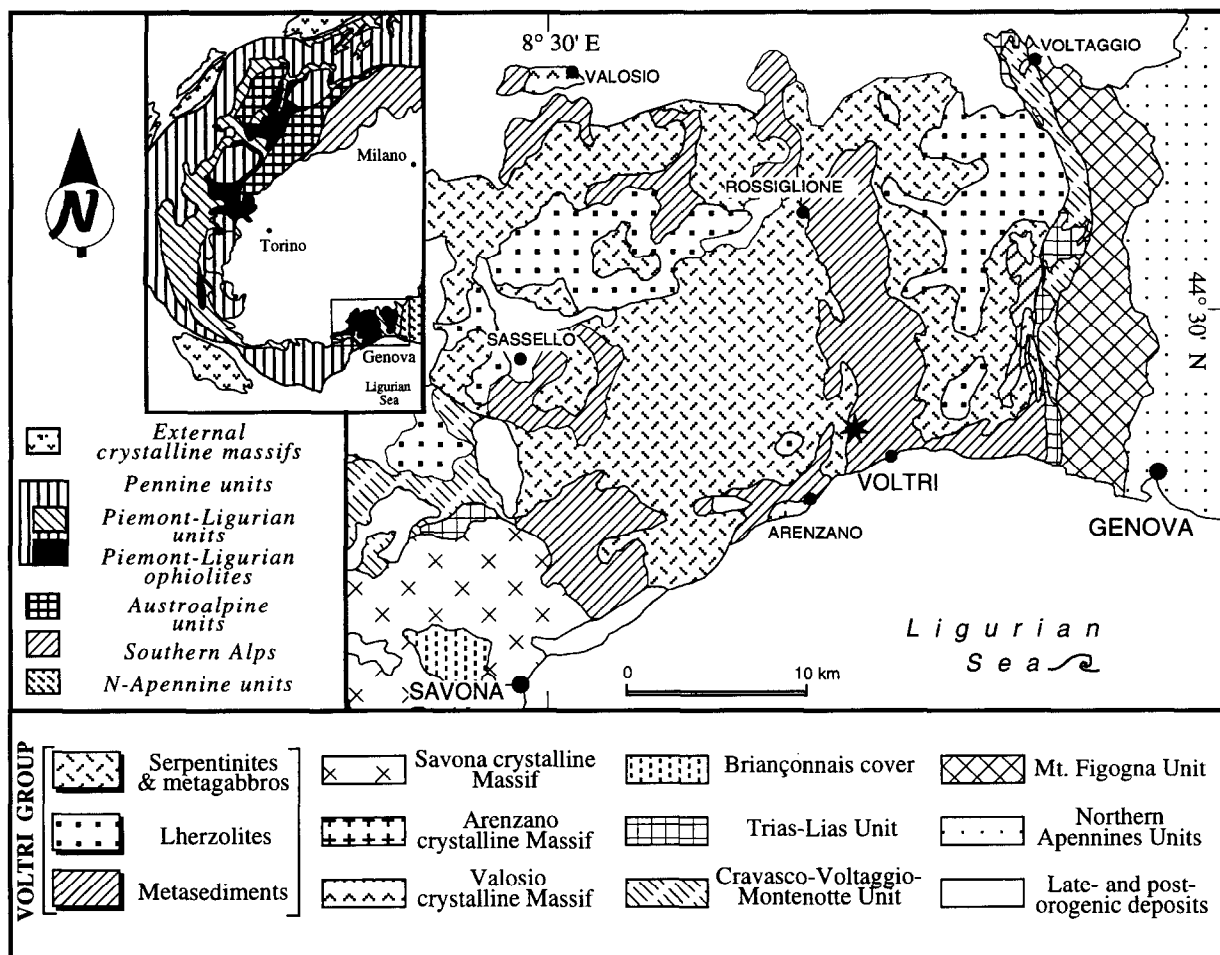 8° 30' E
VOLTAGGIO
VALOSIO
Milano
ROSSIGLIONE
Torino
44° 30' N
N
SASSELLO
Genova
Ligurian
Sea
External
crystalline massifs
Pennine units
VOLTRI
Piemont-Ligurian
units
GENOVA
ARENZANO
Piemont-Ligurian
ophiolites
Austroalpine
units
Ligurian
Sea
Southern Alps
0 10 km
N-Apennine units
SAVONA
VOLTRI GROUP
Serpentinites
& metagabbros
Lherzolites
Metasediments
Savona crystalline
Massif
Arenzano
crystalline Massif
Valosio
crystalline Massif
Briançonnais cover
Trias-Lias Unit
Cravasco-Voltaggio-
Montenotte Unit
Mt. Figogna Unit
Northern
Apennines Units
Late- and post-
orogenic deposits